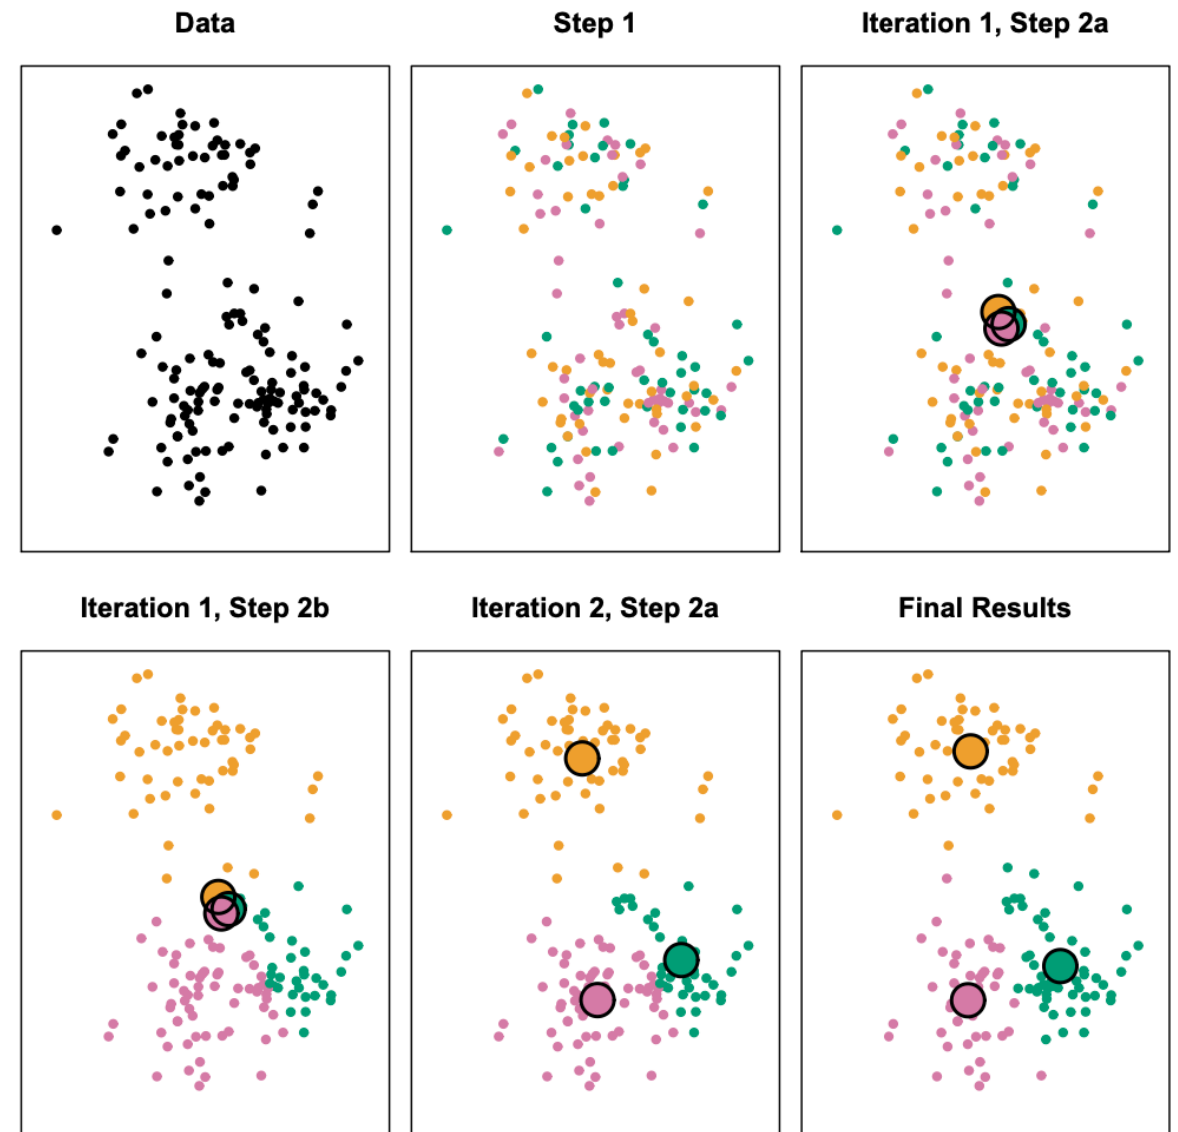 Data
Step 1
Iteration 1, Step 2a
Iteration 1, Step 2b
Iteration 2, Step 2a
Final Results